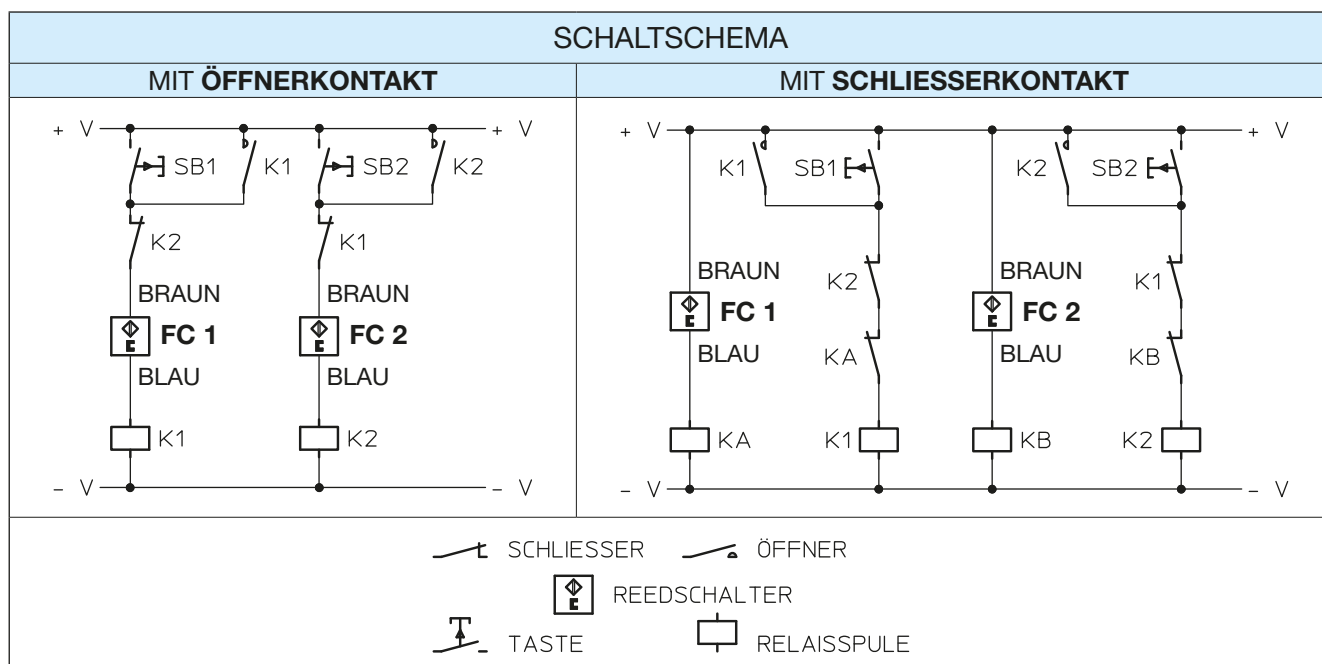 SCHALTSCHEMA
MIT ÖFFNERKONTAKT
MIT SCHLIESSERKONTAKT
+ V + V
SB1 K1 SB2 K2
K2 K1
BRAUN BRAUN
FC 1 FC 2
BLAU BLAU
K1 K2
– V – V
+ V + V
K1 SB1 K2 SB2
BRAUN K2 BRAUN K1
FC 1 FC 2
BLAU KA BLAU KB
KA K1 KB K2
– V – V
SCHLIESSER ÖFFNER
REEDSCHALTER
TASTE RELAISSPULE